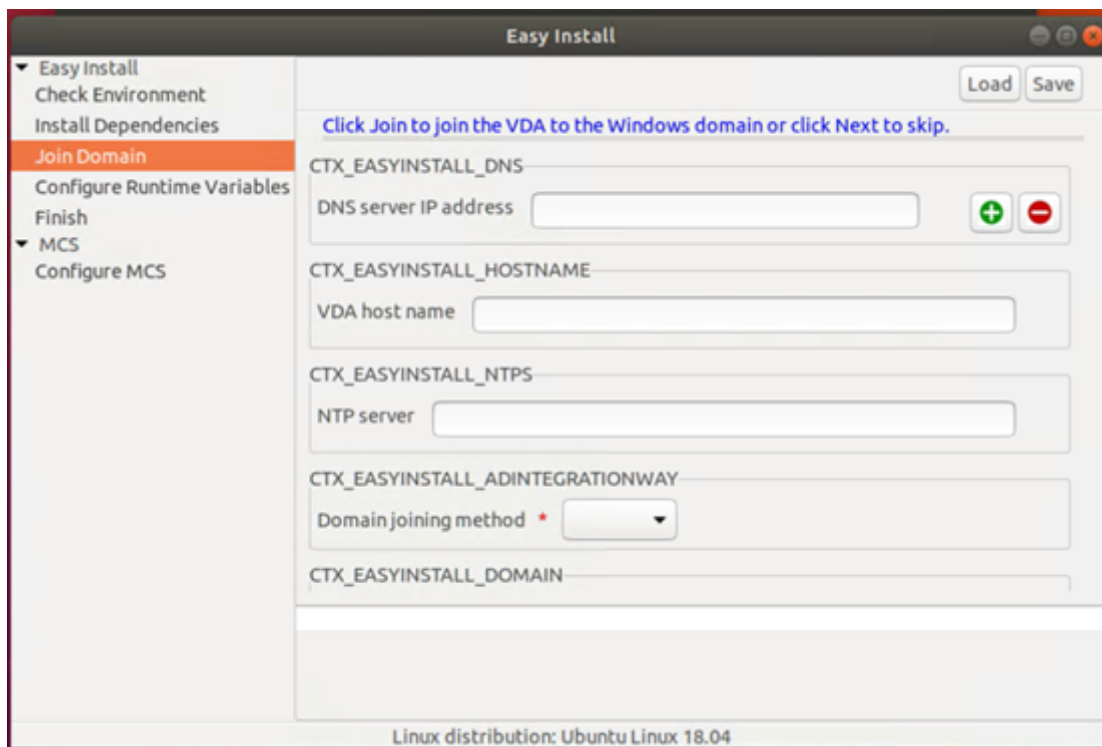 Easy Install
Easy Install
Check Environment
Install Dependencies
Join Domain
Configure Runtime Variables
Finish
MCS
Configure MCS
Load Save
Click Join to join the VDA to the Windows domain or click Next to skip.
CTX_EASYINSTALL_DNS
DNS server IP address
CTX_EASYINSTALL_HOSTNAME
VDA host name
CTX_EASYINSTALL_NTPS
NTP server
CTX_EASYINSTALL_ADINTEGRATIONWAY
Domain joining method *
CTX_EASYINSTALL_DOMAIN
Linux distribution: Ubuntu Linux 18.04